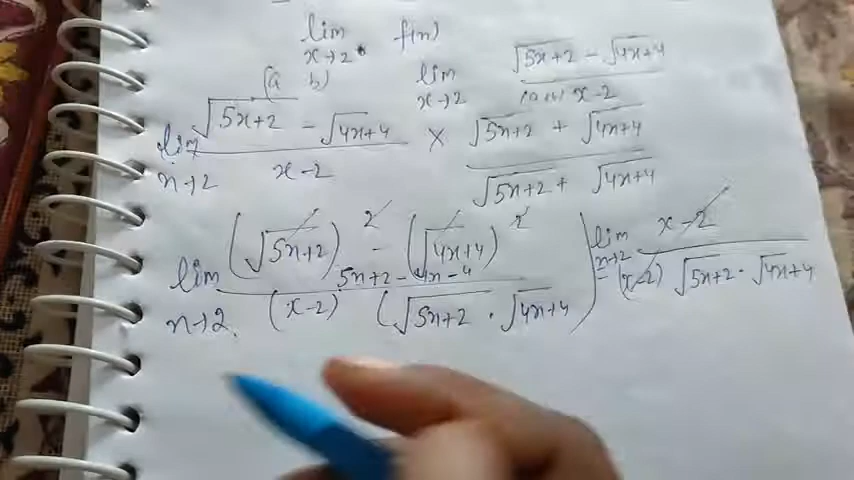 lim f(x)
x→2
(a b)
lim √5x+2 - √4x+4
x→2 x-2
lim √5x+2 - √4x+4 × √5x+2 + √4x+4
x→2 x-2 √5x+2 + √4x+4
lim (√5x+2)² - (√4x+4)² lim x-2
5x+2 - 4x-4
x→2 (x-2) (√5x+2 · √4x+4) = x→2 (x-2) √5x+2 · √4x+4